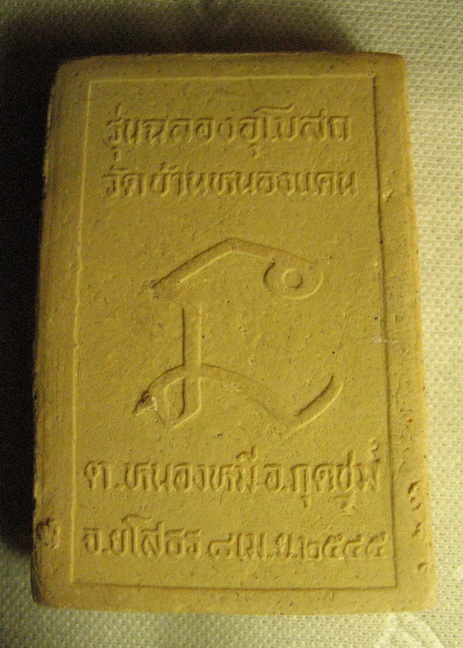 รุ่นฉลองอุโบสถ
วัดบ้านหนองแคน
ต.หนองหมี อ.กุดชุมฺ
จ.ยโสธร ๘ เม.ย.๒๕๔๕